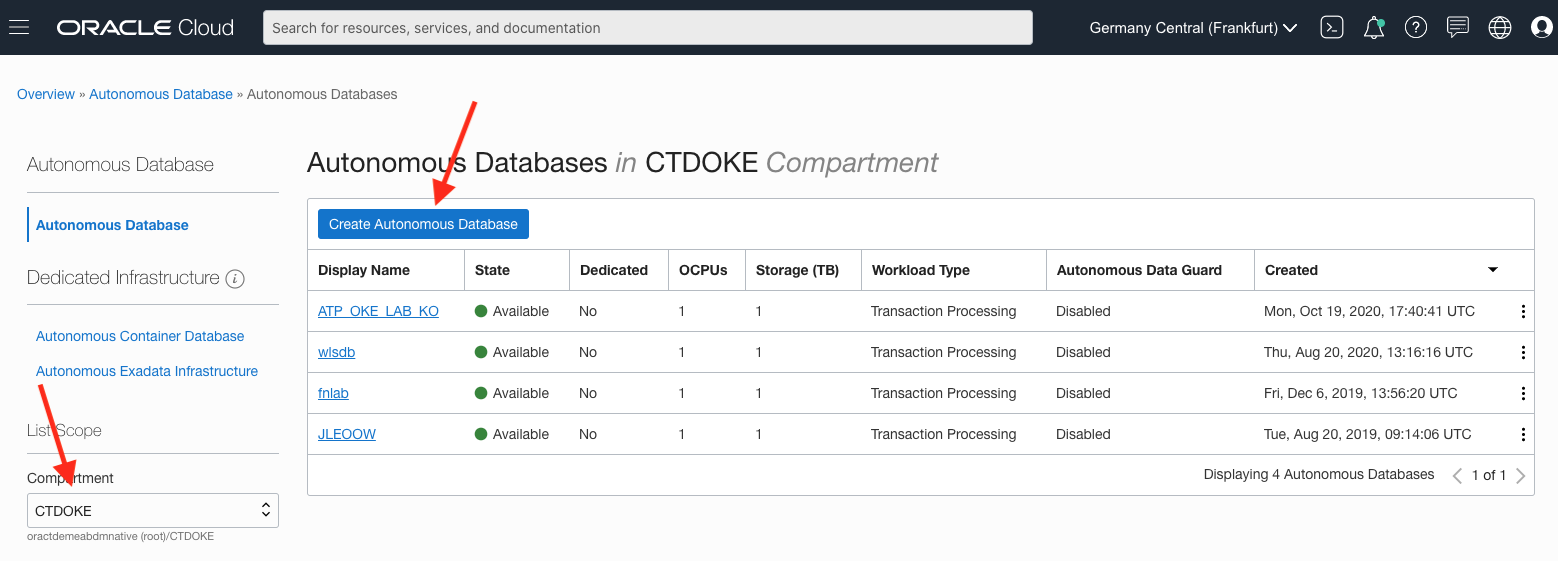 ORACLE Cloud
Search for resources, services, and documentation
Germany Central (Frankfurt)
Overview » Autonomous Database » Autonomous Databases
Autonomous Database
Autonomous Database
Dedicated Infrastructure
Autonomous Container Database
Autonomous Exadata Infrastructure
List Scope
Compartment
CTDOKE
oractdemeabdmnative (root)/CTDOKE
Autonomous Databases in CTDOKE Compartment
Create Autonomous Database
Display Name State Dedicated OCPUs Storage (TB) Workload Type Autonomous Data Guard Created
ATP_OKE_LAB_KO Available No 1 1 Transaction Processing Disabled Mon, Oct 19, 2020, 17:40:41 UTC
wlsdb Available No 1 1 Transaction Processing Disabled Thu, Aug 20, 2020, 13:16:16 UTC
fnlab Available No 1 1 Transaction Processing Disabled Fri, Dec 6, 2019, 13:56:20 UTC
JLEOOW Available No 1 1 Transaction Processing Disabled Tue, Aug 20, 2019, 09:14:06 UTC
Displaying 4 Autonomous Databases 1 of 1